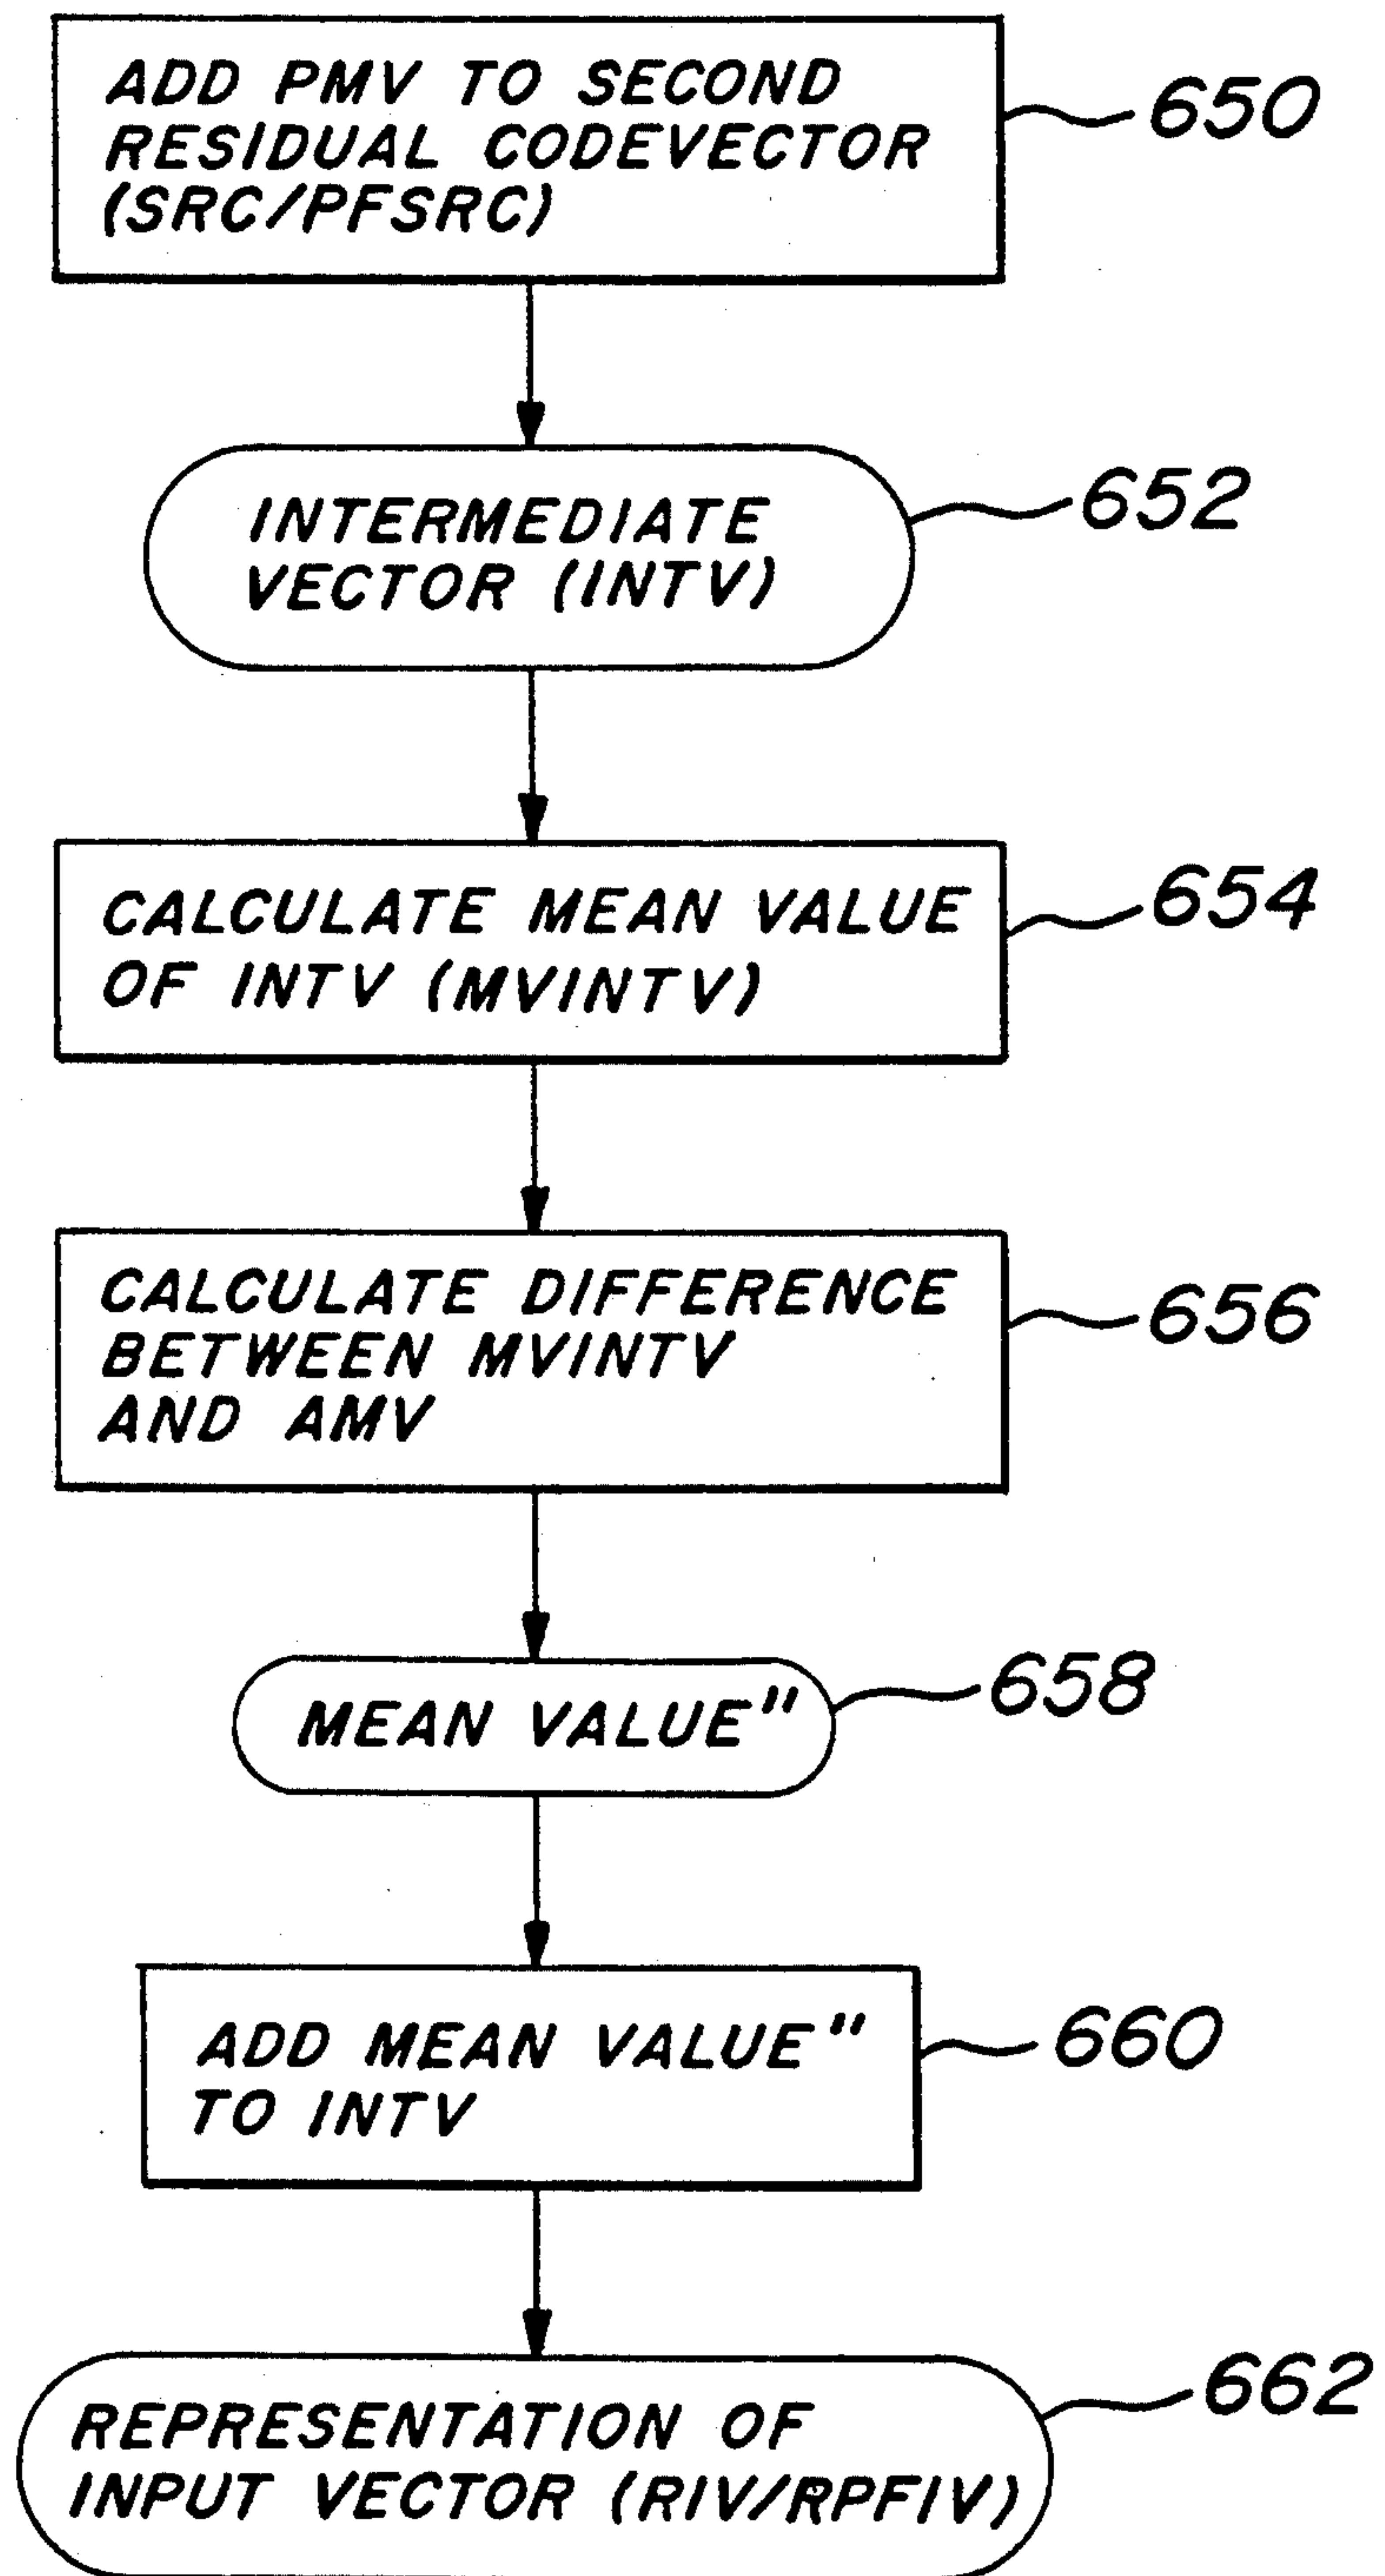 ADD PMV TO SECOND
RESIDUAL CODEVECTOR
(SRC/PFSRC)
650
INTERMEDIATE
VECTOR (INTV)
652
CALCULATE MEAN VALUE
OF INTV (MVINTV)
654
CALCULATE DIFFERENCE
BETWEEN MVINTV
AND AMV
656
MEAN VALUE"
658
ADD MEAN VALUE"
TO INTV
660
REPRESENTATION OF
INPUT VECTOR (RIV/RPFIV)
662